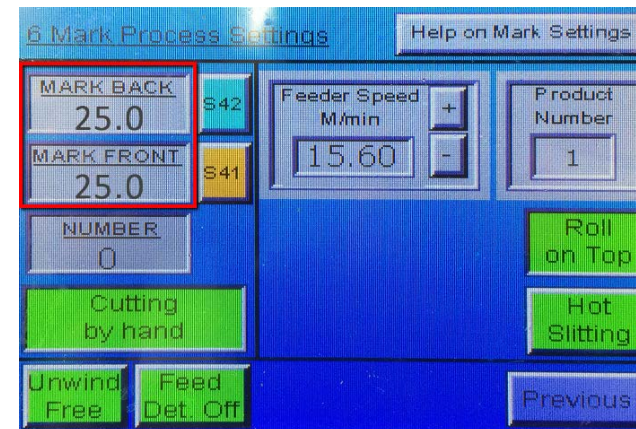 6 Mark Process Settings
Help on Mark Settings
MARK BACK
25.0
S42
MARK FRONT
25.0
S41
NUMBER
0
Cutting
by hand
Feeder Speed
M/min
+
15.60
-
Product
Number
1
Roll
on Top
Hot
Slitting
Unwind
Free
Feed
Det. Off
Previous